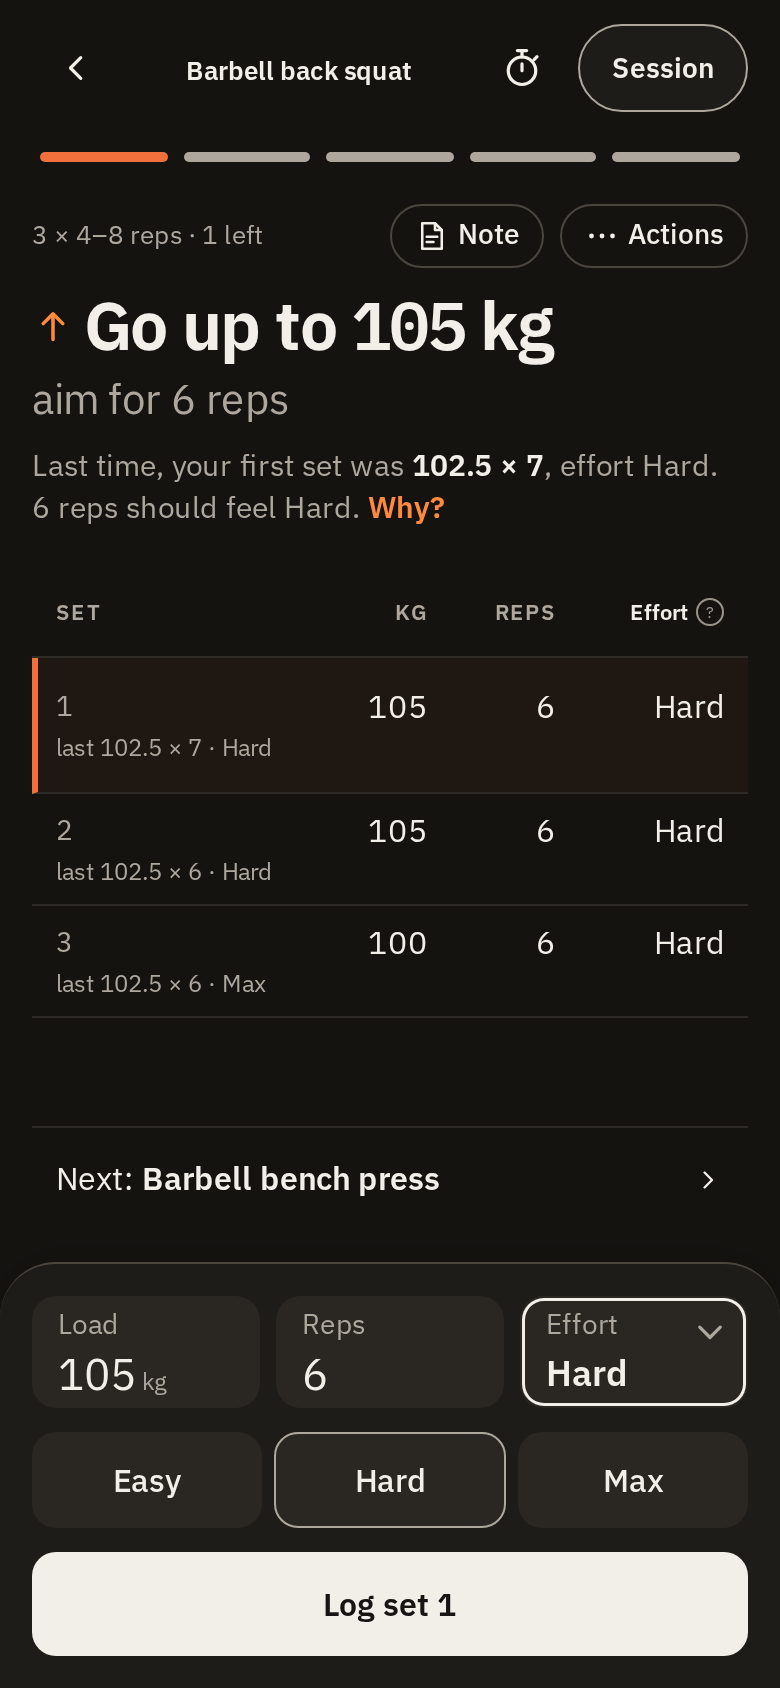 Barbell back squat
Session
3 × 4–8 reps · 1 left
Note
··· Actions
↑ Go up to 105 kg
aim for 6 reps
Last time, your first set was 102.5 × 7, effort Hard.
6 reps should feel Hard. Why?
SET KG REPS Effort ?
1 105 6 Hard
last 102.5 × 7 · Hard
2 105 6 Hard
last 102.5 × 6 · Hard
3 100 6 Hard
last 102.5 × 6 · Max
Next: Barbell bench press
Load Reps Effort
105 kg 6 Hard
Easy Hard Max
Log set 1